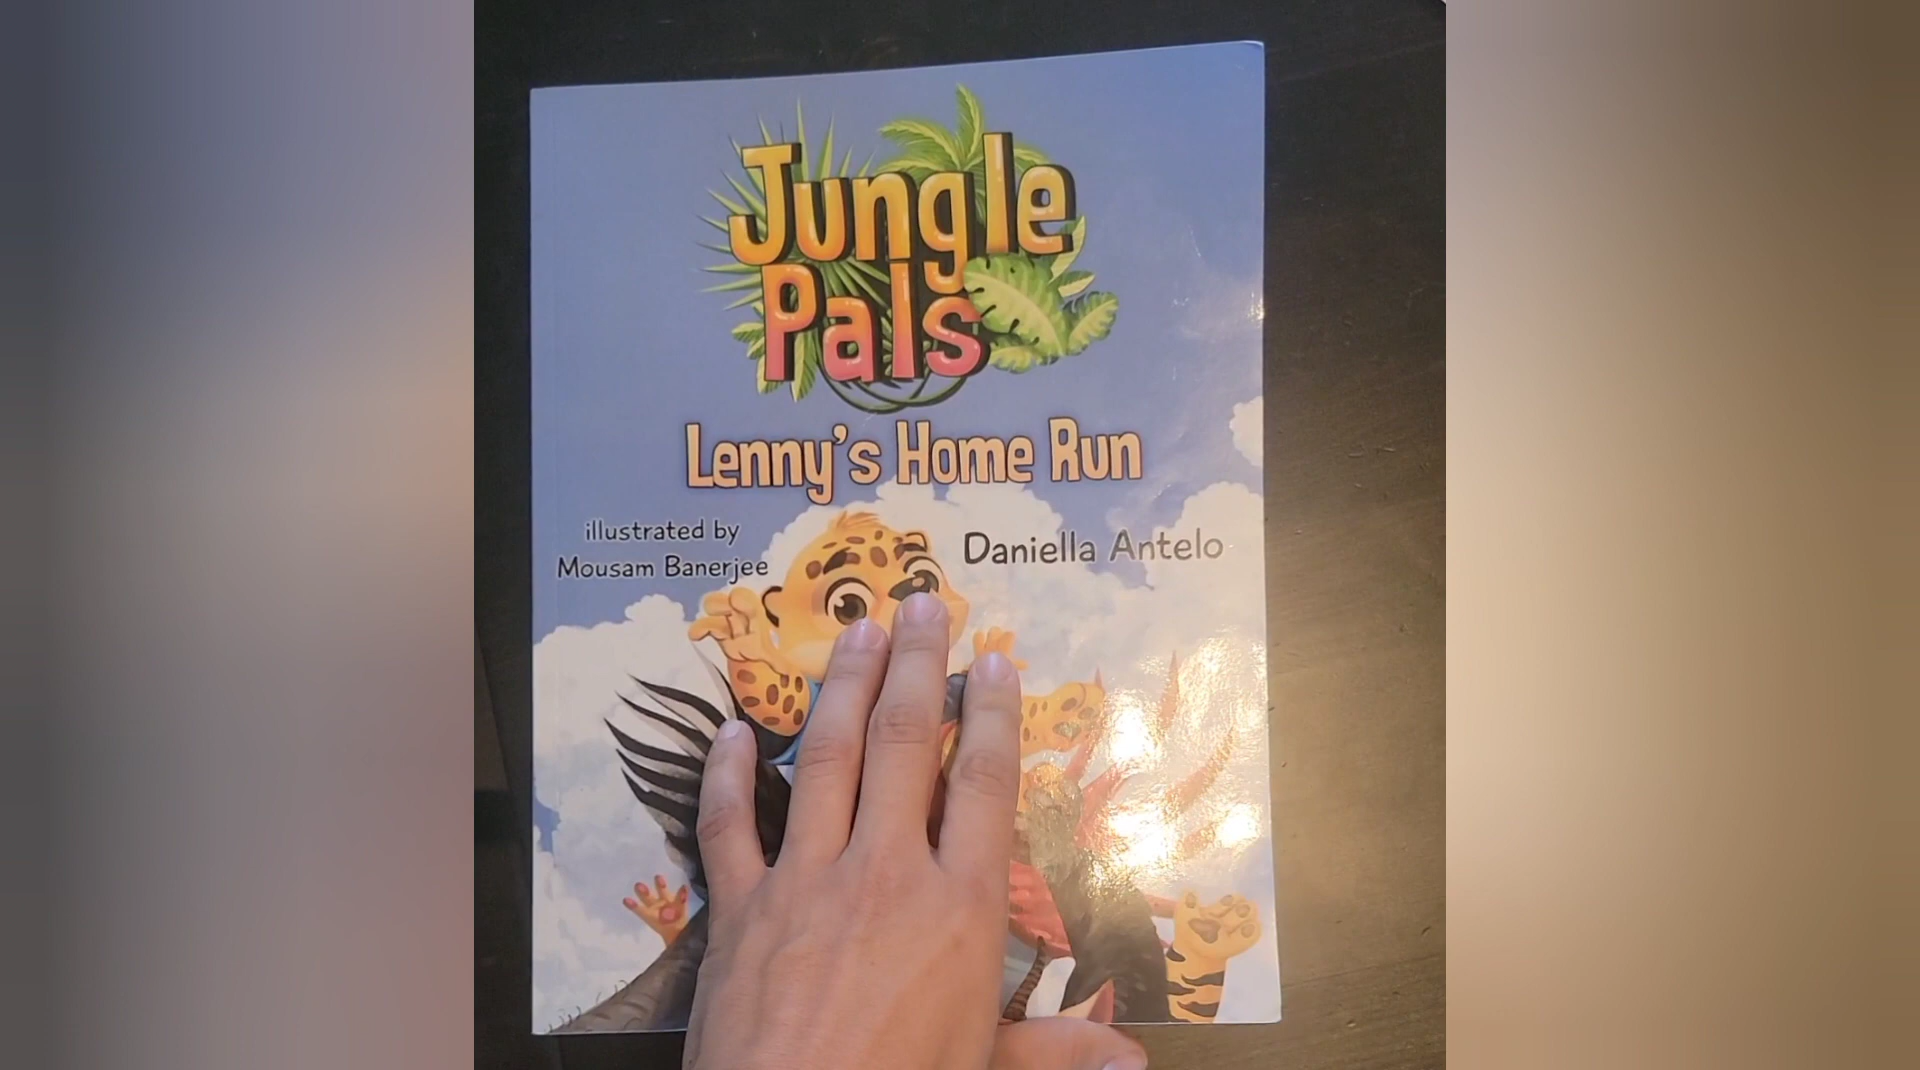 Jungle
Pals
Lenny's Home Run
illustrated by
Mousam Banerjee
Daniella Antelo